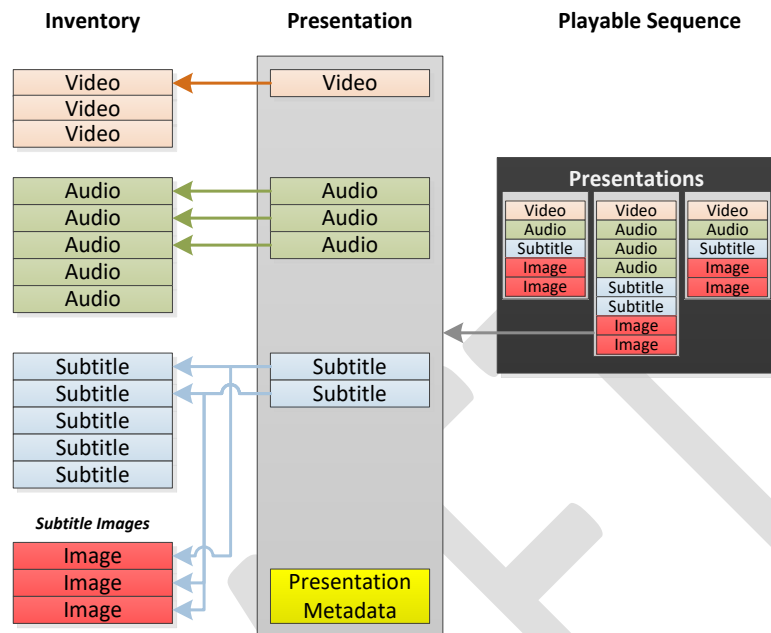 Inventory
Presentation
Playable Sequence
Video
Video
Video
Video
Audio
Audio
Audio
Audio
Audio
Audio
Audio
Audio
Subtitle
Subtitle
Subtitle
Subtitle
Subtitle
Subtitle
Subtitle
Subtitle Images
Image
Image
Image
Presentation
Metadata
Presentations
Video
Audio
Subtitle
Image
Image
Video
Audio
Audio
Audio
Subtitle
Subtitle
Image
Image
Video
Audio
Subtitle
Image
Image